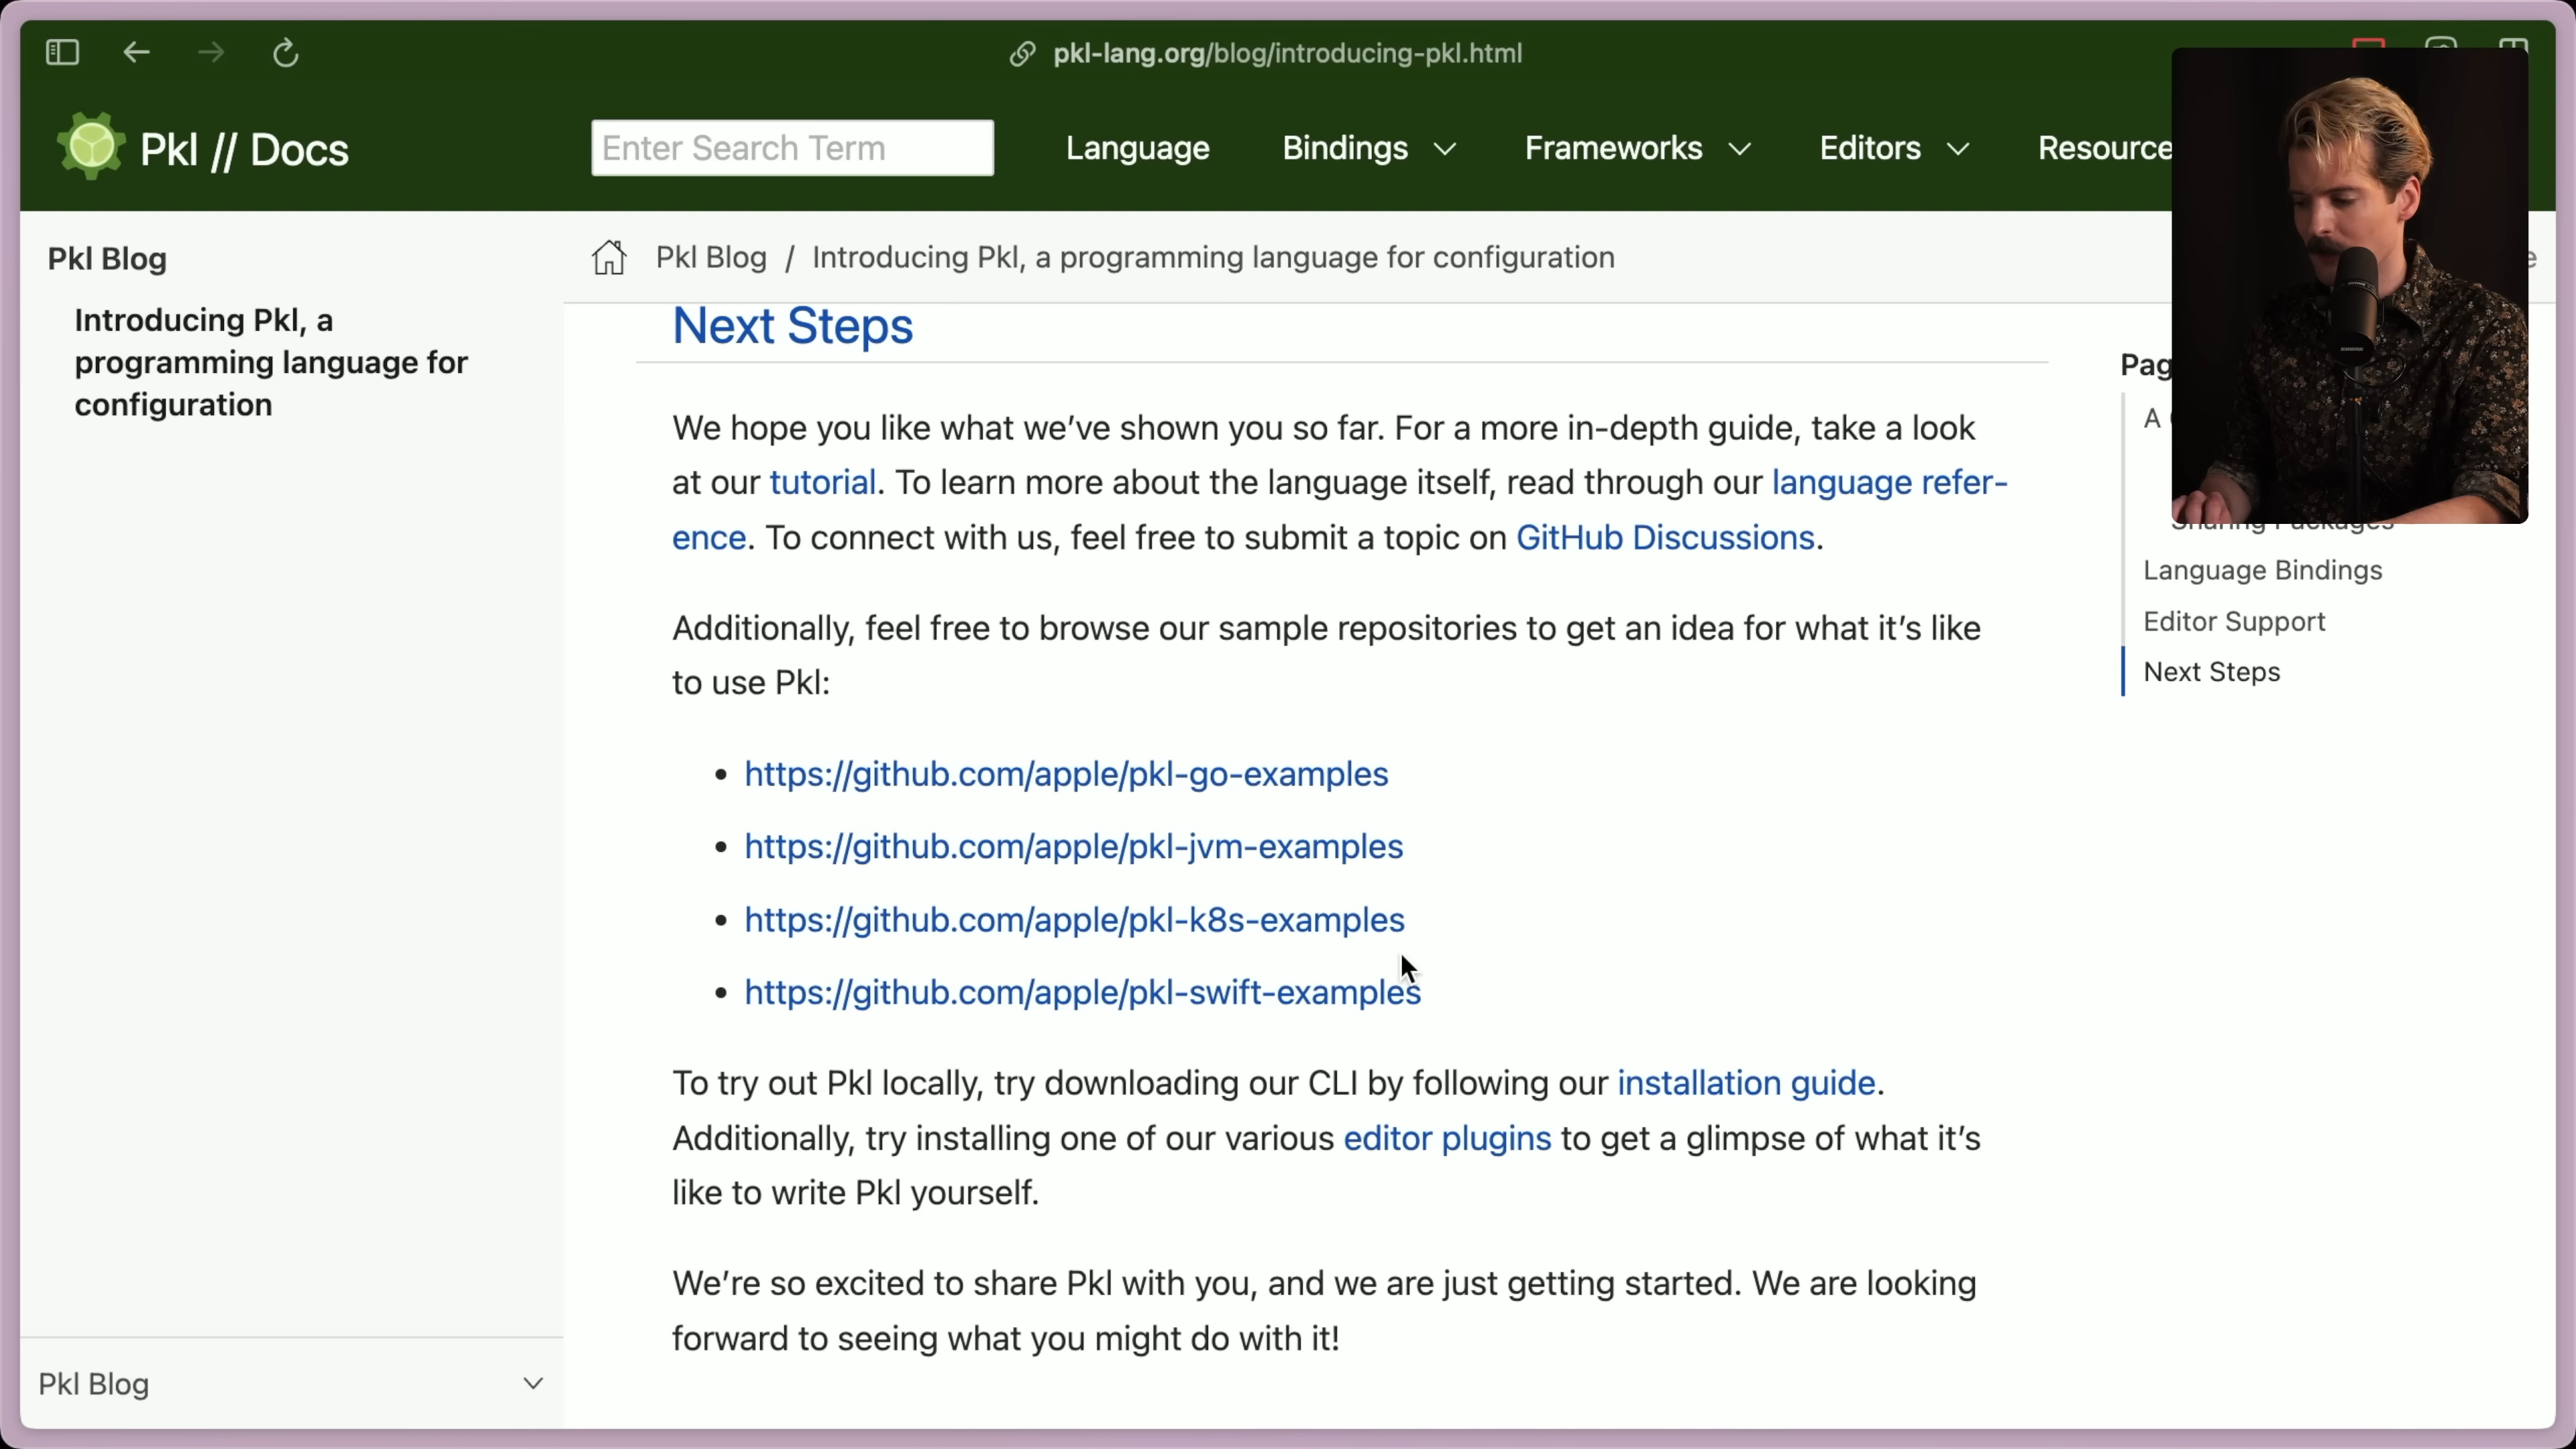 pkl-lang.org/blog/introducing-pkl.html
Pkl // Docs
Enter Search Term
Language
Bindings
Frameworks
Editors
Resource
Pkl Blog
Introducing Pkl, a
programming language for
configuration
Pkl Blog / Introducing Pkl, a programming language for configuration
Next Steps
We hope you like what we’ve shown you so far. For a more in-depth guide, take a look
at our tutorial. To learn more about the language itself, read through our language refer-
ence. To connect with us, feel free to submit a topic on GitHub Discussions.
Additionally, feel free to browse our sample repositories to get an idea for what it’s like
to use Pkl:
• https://github.com/apple/pkl-go-examples
• https://github.com/apple/pkl-jvm-examples
• https://github.com/apple/pkl-k8s-examples
• https://github.com/apple/pkl-swift-examples
To try out Pkl locally, try downloading our CLI by following our installation guide.
Additionally, try installing one of our various editor plugins to get a glimpse of what it’s
like to write Pkl yourself.
We’re so excited to share Pkl with you, and we are just getting started. We are looking
forward to seeing what you might do with it!
Pag
A
Sharing Packages
Language Bindings
Editor Support
Next Steps
Pkl Blog